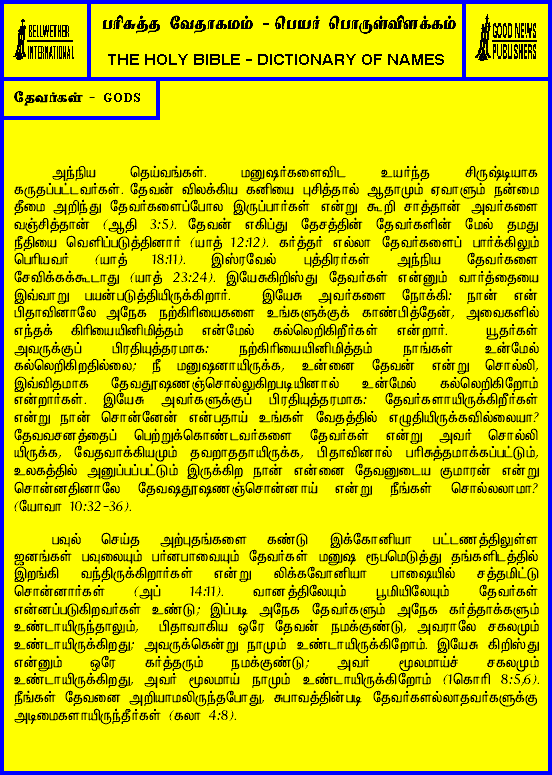 BELLWETHER
INTERNATIONAL
பரிசுத்த வேதாகமம் - பெயர் பொருள்விளக்கம்
THE HOLY BIBLE - DICTIONARY OF NAMES
GOOD NEWS
PUBLISHERS
தேவர்கள் - GODS
அந்நிய தெய்வங்கள். மனுஷர்களைவிட உயர்ந்த சிருஷ்டியாக
கருதப்பட்டவர்கள். தேவன் விலக்கிய கனியை புசித்தால் ஆதாமும் ஏவாளும் நன்மை
தீமை அறிந்து தேவர்களைப்போல இருப்பார்கள் என்று கூறி சாத்தான் அவர்களை
வஞ்சித்தான் (ஆதி 3:5). தேவன் எகிப்து தேசத்தின் தேவர்களின் மேல் தமது
நீதியை வெளிப்படுத்தினார் (யாத் 12:12). கர்த்தர் எல்லா தேவர்களைப் பார்க்கிலும்
பெரியவர் (யாத் 18:11). இஸ்ரவேல் புத்திரர்கள் அந்நிய தேவர்களை
சேவிக்கக்கூடாது (யாத் 23:24). இயேசுகிறிஸ்து தேவர்கள் என்னும் வார்த்தையை
இவ்வாறு பயன்படுத்தியிருக்கிறார். இயேசு அவர்களை நோக்கி: நான் என்
பிதாவினாலே அநேக நற்கிரியைகளை உங்களுக்குக் காண்பித்தேன், அவைகளில்
எந்தக் கிரியையினிமித்தம் என்மேல் கல்லெறிகிறீர்கள் என்றார். யூதர்கள்
அவருக்குப் பிரதியுத்தரமாக: நற்கிரியையினிமித்தம் நாங்கள் உன்மேல்
கல்லெறிகிறதில்லை; நீ மனுஷனாயிருக்க, உன்னை தேவன் என்று சொல்லி,
இவ்விதமாக தேவதூஷணஞ்சொல்லுகிறபடியினால் உன்மேல் கல்லெறிகிறோம்
என்றார்கள். இயேசு அவர்களுக்குப் பிரதியுத்தரமாக: தேவர்களாயிருக்கிறீர்கள்
என்று நான் சொன்னேன் என்பதாய் உங்கள் வேதத்தில் எழுதியிருக்கவில்லையா?
தேவவசனத்தைப் பெற்றுக்கொண்டவர்களை தேவர்கள் என்று அவர் சொல்லி
யிருக்க, வேதவாக்கியமும் தவறாததாயிருக்க, பிதாவினால் பரிசுத்தமாக்கப்பட்டும்,
உலகத்தில் அனுப்பப்பட்டும் இருக்கிற நான் என்னை தேவனுடைய குமாரன் என்று
சொன்னதினாலே தேவஷதூஷணஞ்சொன்னாய் என்று நீங்கள் சொல்லலாமா?
(யோவா 10:32-36).
பவுல் செய்த அற்புதங்களை கண்டு இக்கோனியா பட்டணத்திலுள்ள
ஜனங்கள் பவுலையும் பர்னபாவையும் தேவர்கள் மனுஷ ரூபமெடுத்து தங்களிடத்தில்
இறங்கி வந்திருக்கிறார்கள் என்று லிக்கவோனியா பாஷையில் சத்தமிட்டு
சொன்னார்கள் (அப் 14:11). வானத்திலேயும் பூமியிலேயும் தேவர்கள்
என்னப்படுகிறவர்கள் உண்டு; இப்படி அநேக தேவர்களும் அநேக கர்த்தாக்களும்
உண்டாயிருந்தாலும், பிதாவாகிய ஒரே தேவன் நமக்குண்டு, அவராலே சகலமும்
உண்டாயிருக்கிறது; அவருக்கென்று நாமும் உண்டாயிருக்கிறோம். இயேசு கிறிஸ்து
என்னும் ஒரே கர்த்தரும் நமக்குண்டு; அவர் மூலமாய்ச் சகலமும்
உண்டாயிருக்கிறது, அவர் மூலமாய் நாமும் உண்டாயிருக்கிறோம் (1கொரி 8:5,6).
நீங்கள் தேவனை அறியாமலிருந்தபோது, சுபாவத்தின்படி தேவர்களல்லாதவர்களுக்கு
அடிமைகளாயிருந்தீர்கள் (கலா 4:8).